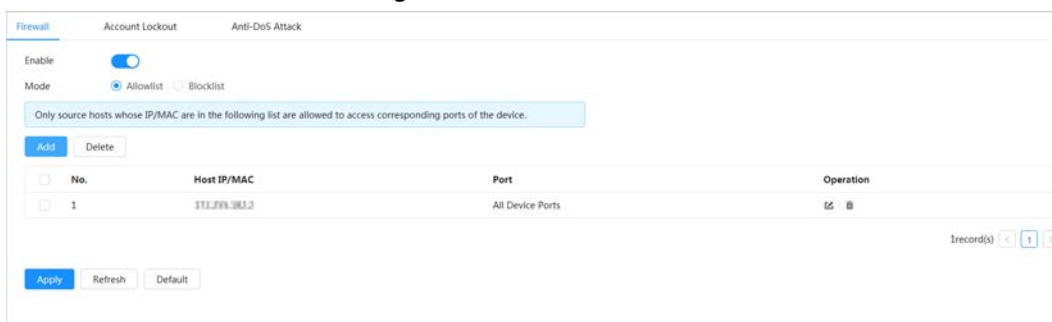 Firewall Account Lockout Anti-DoS Attack
Enable
Mode Allowlist Blocklist
Only source hosts whose IP/MAC are in the following list are allowed to access corresponding ports of the device.
Add Delete
No. Host IP/MAC Port Operation
1 All Device Ports
1record(s) < 1 >
Apply Refresh Default